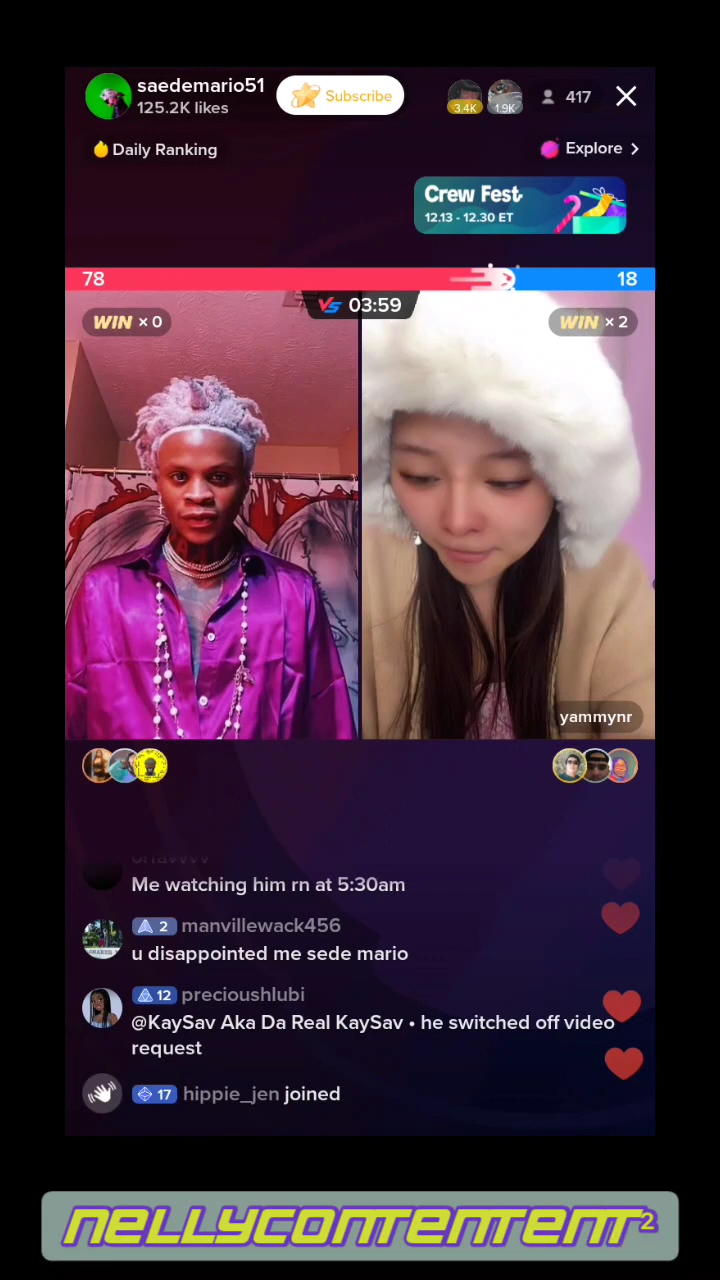 saedemario51
125.2K likes
Subscribe
3.4K
1.9K
417
Daily Ranking
Explore
Crew Fest
12.13 - 12.30 ET
78
18
VS 03:59
WIN × 0
WIN × 2
yammynr
Me watching him rn at 5:30am
2 manvillewack456
u disappointed me sede mario
12 precioushlubi
@KaySav Aka Da Real KaySav • he switched off video
request
17 hippie_jen joined
NELLYCONTENTENT²